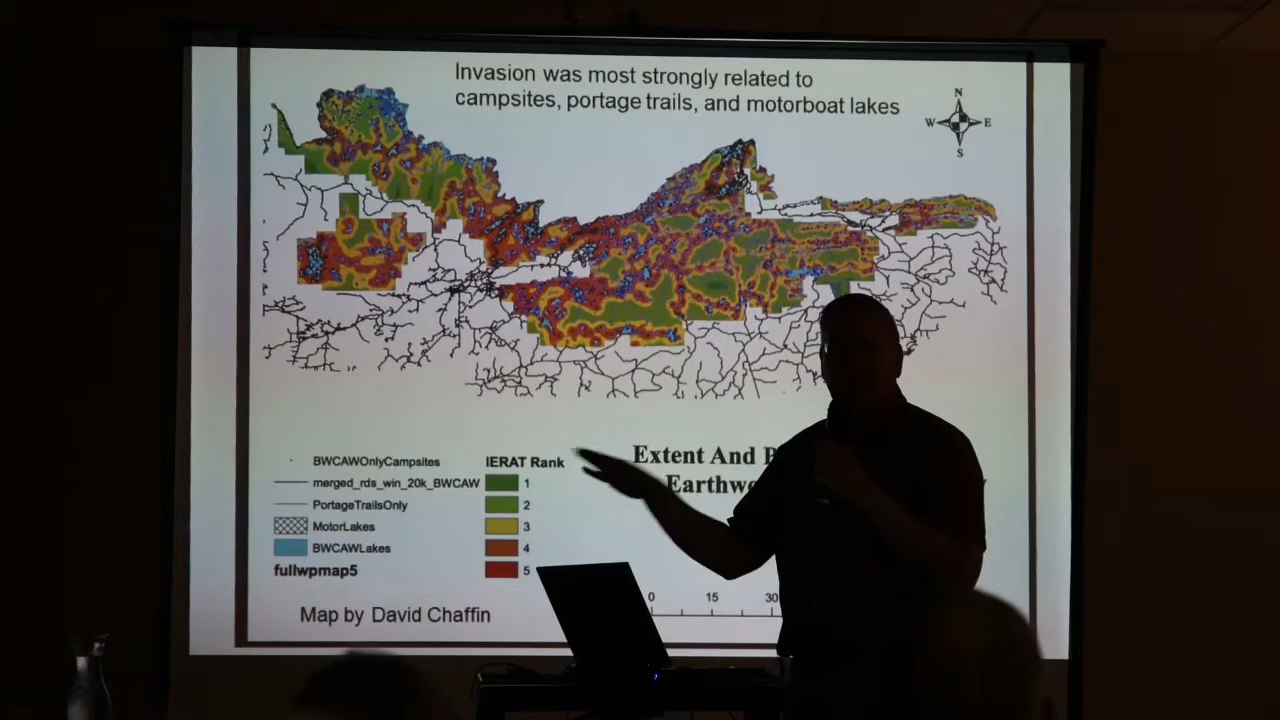 Invasion was most strongly related to
campsites, portage trails, and motorboat lakes
N
W E
S
BWCAWOnlyCampsites
merged_rds_win_20k_BWCAW
PortageTrailsOnly
MotorLakes
BWCAWLakes
fullwpmap5
IERAT Rank
1
2
3
4
5
Extent And
Map by David Chaffin
0 15 30